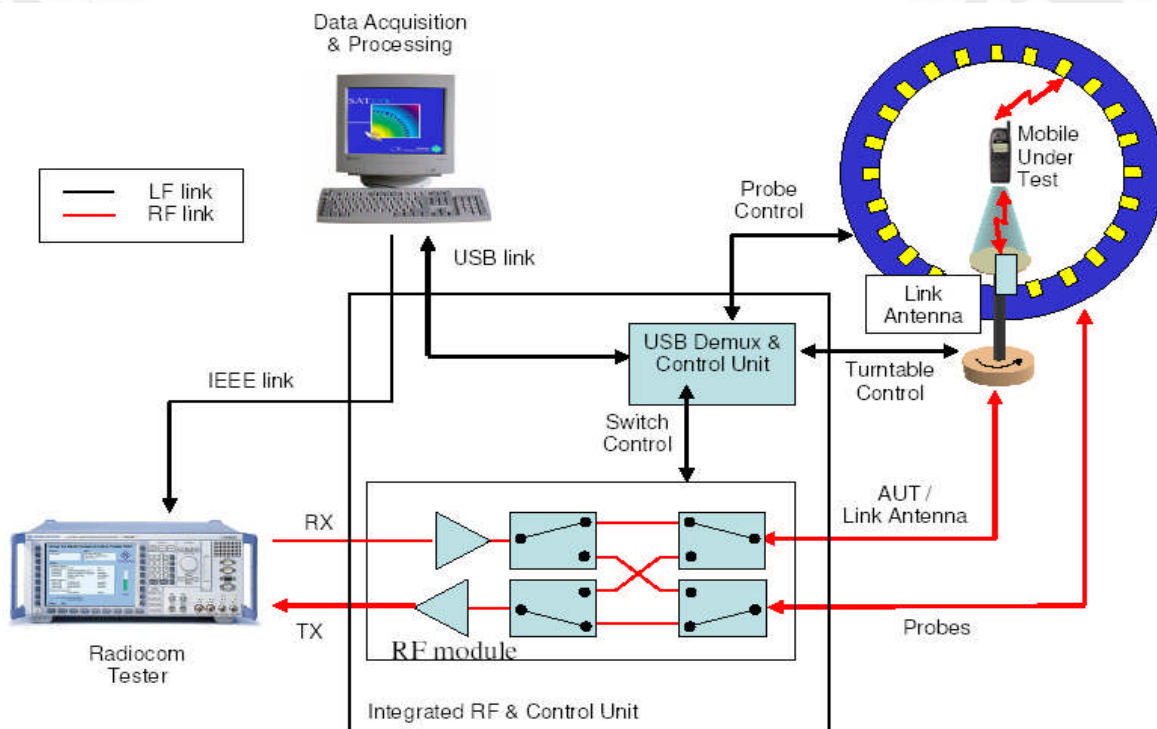 Data Acquisition
& Processing
SAT
LF link
RF link
Probe
Control
Mobile
Under
Test
USB link
Link
Antenna
USB Demux &
Control Unit
Turntable
Control
IEEE link
Switch
Control
AUT /
Link Antenna
RX
TX
Probes
RF module
Radiocom
Tester
Integrated RF & Control Unit